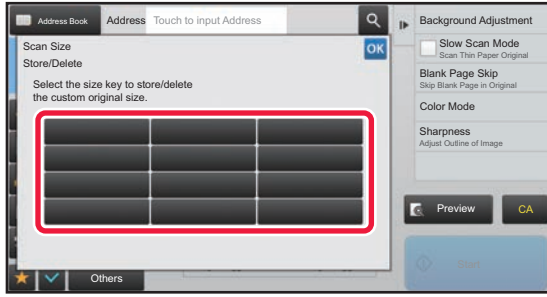 Address Book
Address
Touch to input Address
Scan Size
OK
Store/Delete
Select the size key to store/delete
the custom original size.
Background Adjustment
Slow Scan Mode
Scan Thin Paper Original
Blank Page Skip
Skip Blank Page in Original
Color Mode
Sharpness
Adjust Outline of Image
Preview
CA
Start
Others